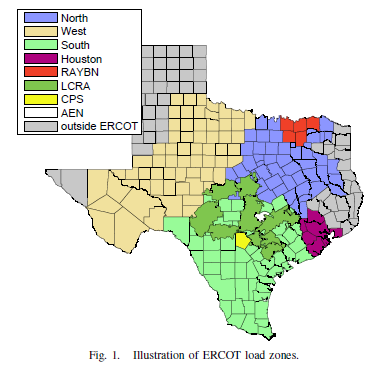 North
West
South
Houston
RAYBN
LCRA
CPS
AEN
outside ERCOT
Fig. 1. Illustration of ERCOT load zones.